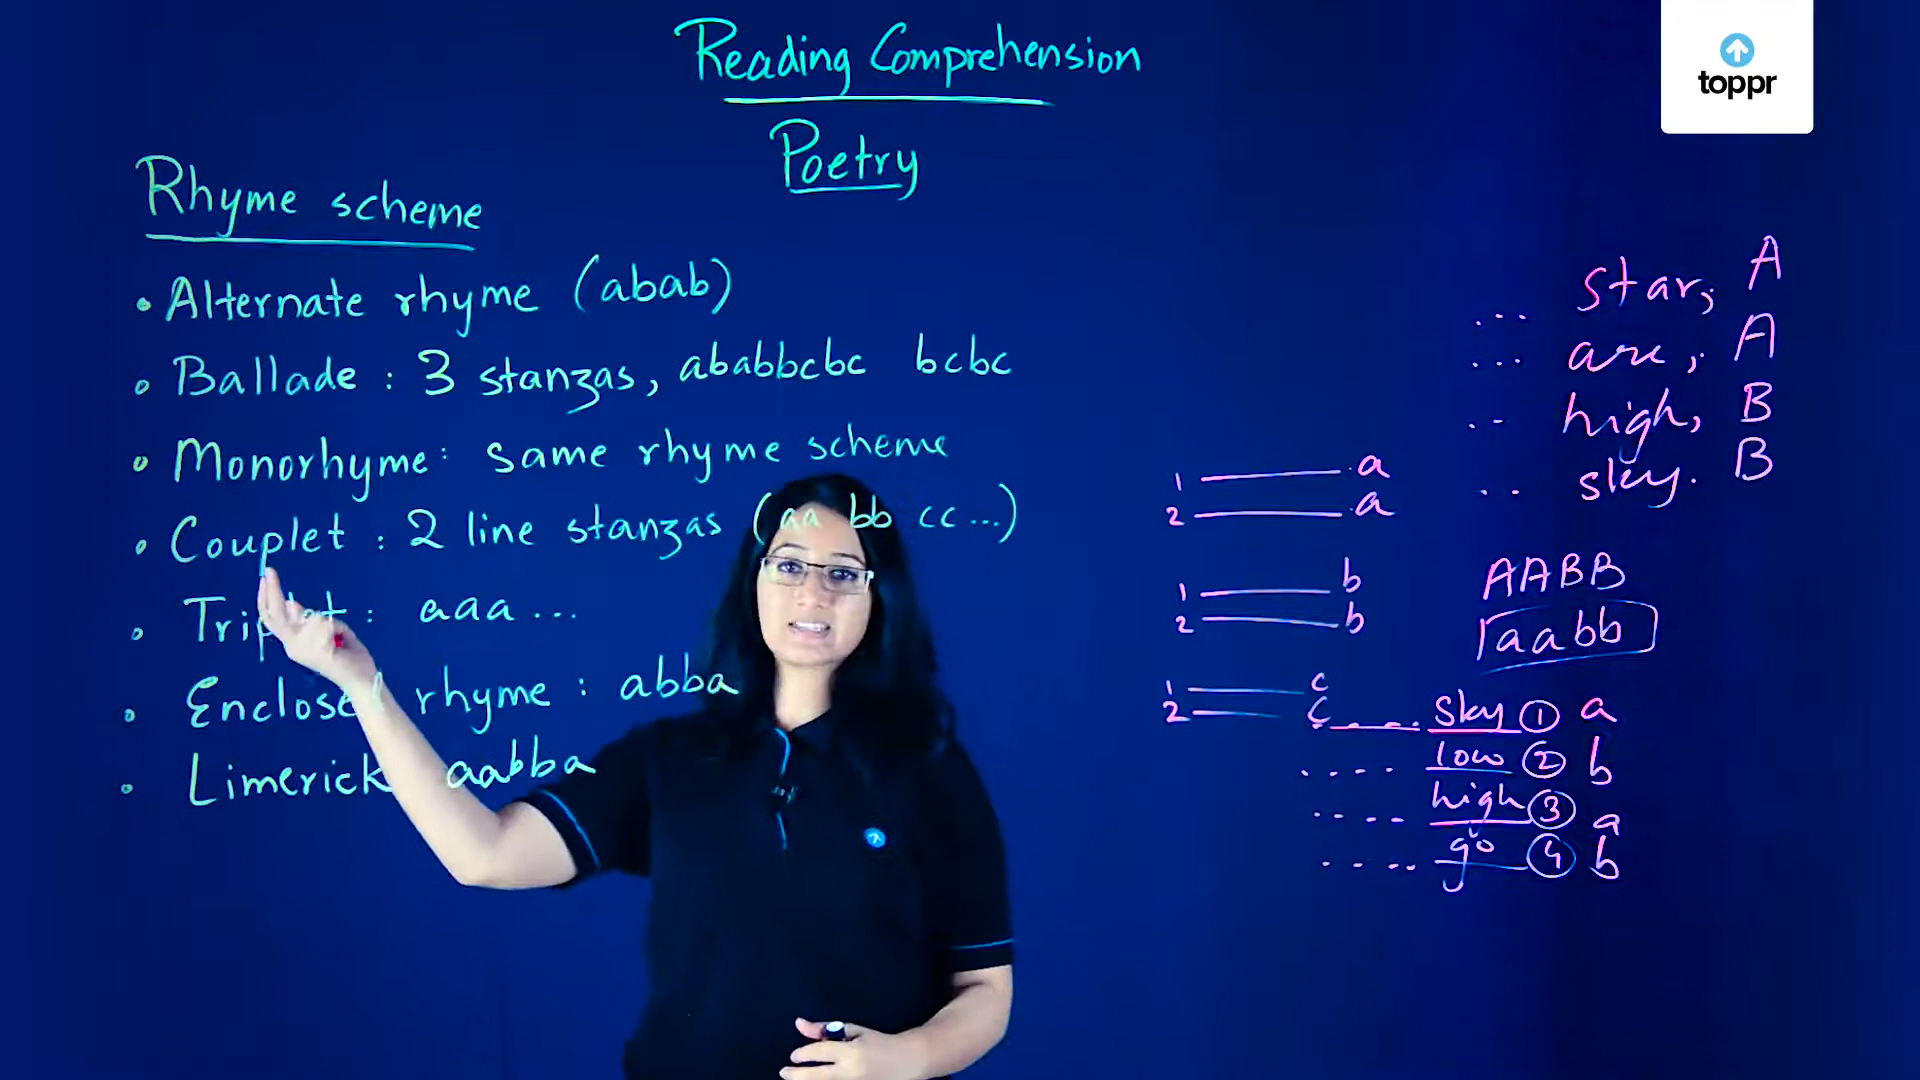 Reading Comprehension
Poetry
toppr
Rhyme scheme
• Alternate rhyme (abab)
• Ballade : 3 stanzas, ababbcbc bcbc
• Monorhyme: same rhyme scheme
• Couplet : 2 line stanzas (aa bb cc ...)
• Triplet : aaa ...
• Enclosed rhyme : abba
• Limerick aabba
... star, A
... are, A
.. high, B
.. sky. B
1 a
2 a
1 b
2 b
1 c
2 c
AABB
aabb
.... sky 1 a
.... low 2 b
.... high 3 a
.... go 4 b